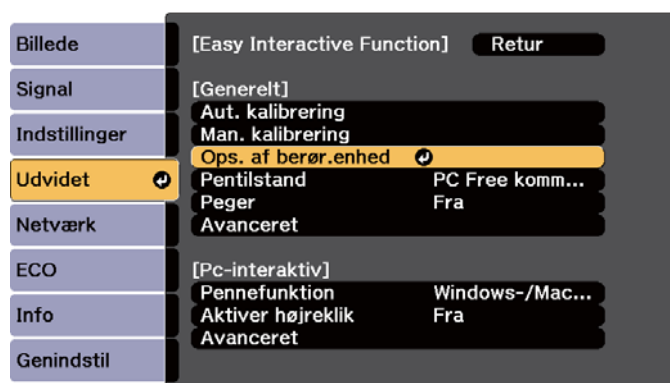 Billede
Signal
Indstillinger
Udvidet
Netværk
ECO
Info
Genindstil
[Easy Interactive Function] Retur
[Generelt]
Aut. kalibrering
Man. kalibrering
Ops. af berør.enhed
Pentilstand PC Free komm...
Peger Fra
Avanceret
[Pc-interaktiv]
Pennefunktion Windows-/Mac...
Aktiver højreklik Fra
Avanceret